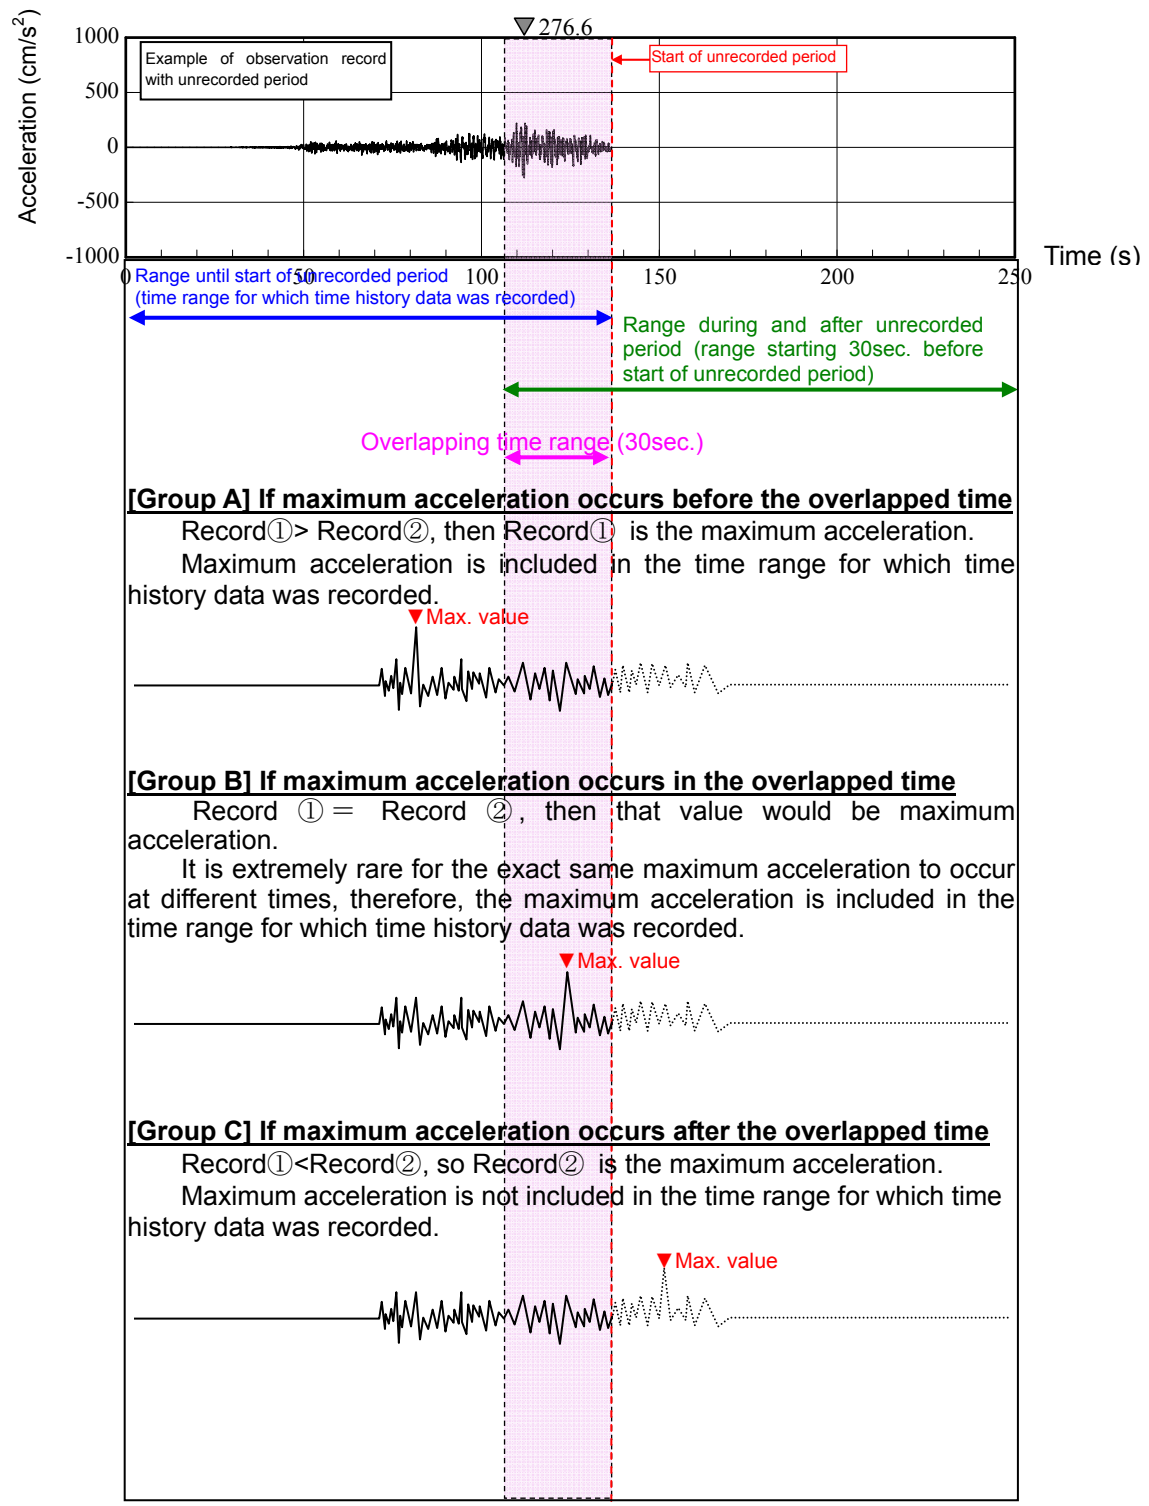 276.6
Acceleration (cm/s²)
1000
500
0
-500
-1000
Example of observation record
with unrecorded period
Start of unrecorded period
0 50 100 150 200 250
Time (s)
Range until start of unrecorded period
(time range for which time history data was recorded)
Range during and after unrecorded
period (range starting 30sec. before
start of unrecorded period)
Overlapping time range (30sec.)
[Group A] If maximum acceleration occurs before the overlapped time
Record①> Record②, then Record① is the maximum acceleration.
Maximum acceleration is included in the time range for which time
history data was recorded.
Max. value
[Group B] If maximum acceleration occurs in the overlapped time
Record ①= Record ②, then that value would be maximum
acceleration.
It is extremely rare for the exact same maximum acceleration to occur
at different times, therefore, the maximum acceleration is included in the
time range for which time history data was recorded.
Max. value
[Group C] If maximum acceleration occurs after the overlapped time
Record①<Record②, so Record② is the maximum acceleration.
Maximum acceleration is not included in the time range for which time
history data was recorded.
Max. value